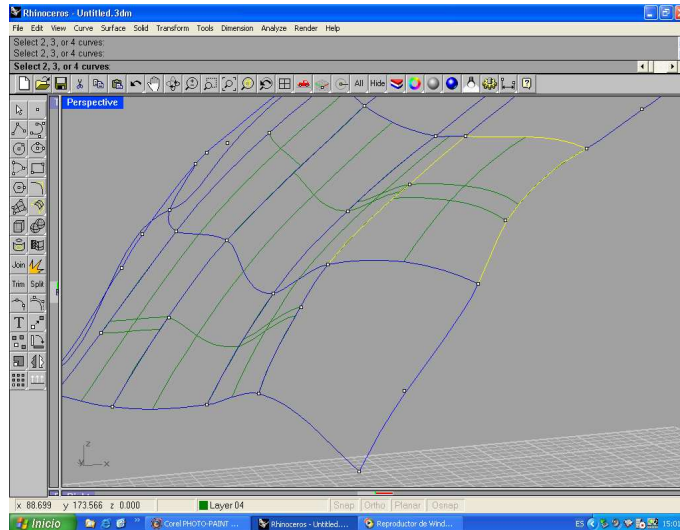 Rhinoceros - Untitled.3dm
File Edit View Curve Surface Solid Transform Tools Dimension Analyze Render Help
Select 2, 3, or 4 curves:
Select 2, 3, or 4 curves:
Select 2, 3, or 4 curves:
All Hide
Perspective
Join
Trim Split
T
z
x
x 88.699 y 173.566 z 0.000 Layer 04 Snap Ortho Planar Osnap
Inicio Corel PHOTO-PAINT ... Rhinoceros - Untitled.... Reproductor de Wind... ES